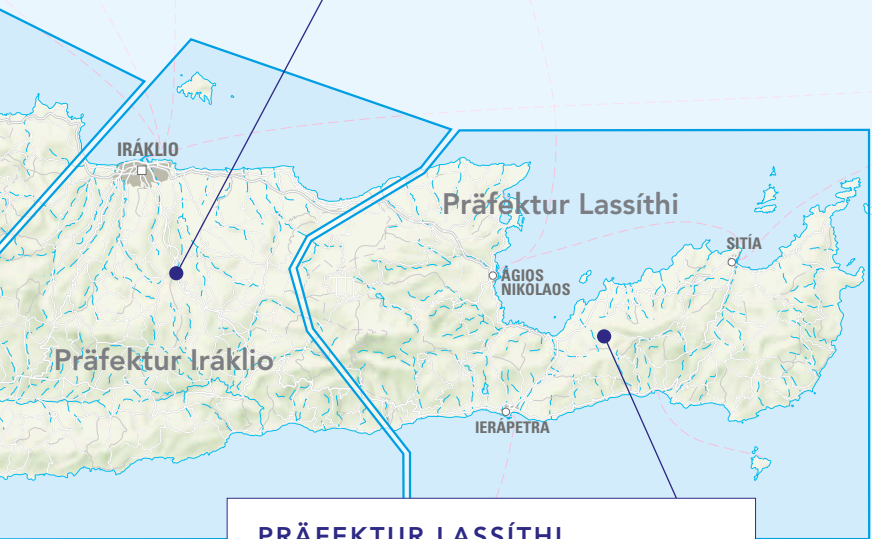 IRÁKLIO
Präfektur Lassíthi
SITÍA
ÁGIOS
NIKOLAOS
Präfektur Iráklio
IERÁPETRA
PRÄFEKTUR LASSÍTHI